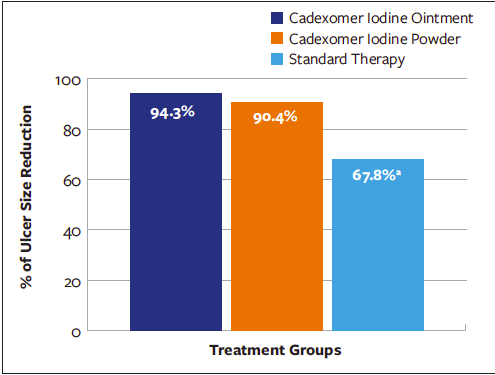 Cadexomer Iodine Ointment
Cadexomer Iodine Powder
Standard Therapy
% of Ulcer Size Reduction
100
80
60
40
20
0
94.3%
90.4%
67.8%ª
Treatment Groups